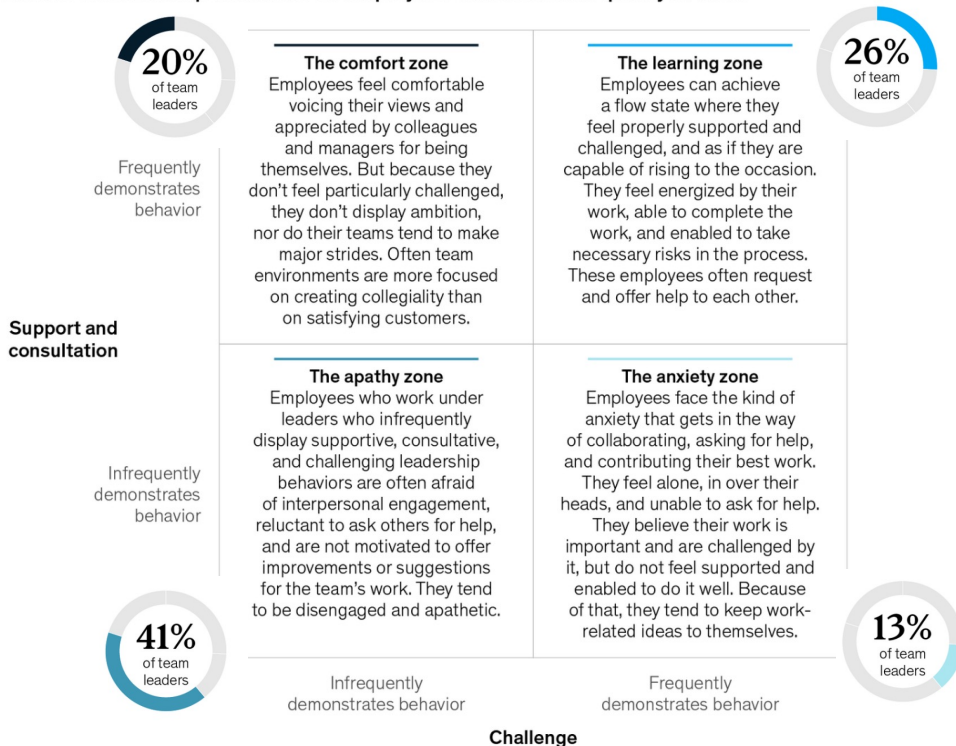 20%
of team
leaders
The comfort zone
Employees feel comfortable
voicing their views and
appreciated by colleagues
and managers for being
themselves. But because they
don't feel particularly challenged,
they don't display ambition,
nor do their teams tend to make
major strides. Often team
environments are more focused
on creating collegiality than
on satisfying customers.
The learning zone
Employees can achieve
a flow state where they
feel properly supported and
challenged, and as if they are
capable of rising to the occasion.
They feel energized by their
work, able to complete the
work, and enabled to take
necessary risks in the process.
These employees often request
and offer help to each other.
26%
of team
leaders
Frequently
demonstrates
behavior
Support and
consultation
Infrequently
demonstrates
behavior
The apathy zone
Employees who work under
leaders who infrequently
display supportive, consultative,
and challenging leadership
behaviors are often afraid
of interpersonal engagement,
reluctant to ask others for help,
and are not motivated to offer
improvements or suggestions
for the team's work. They tend
to be disengaged and apathetic.
The anxiety zone
Employees face the kind of
anxiety that gets in the way
of collaborating, asking for help,
and contributing their best work.
They feel alone, in over their
heads, and unable to ask for help.
They believe their work is
important and are challenged by
it, but do not feel supported and
enabled to do it well. Because
of that, they tend to keep work-
related ideas to themselves.
41%
of team
leaders
13%
of team
leaders
Infrequently
demonstrates behavior
Frequently
demonstrates behavior
Challenge